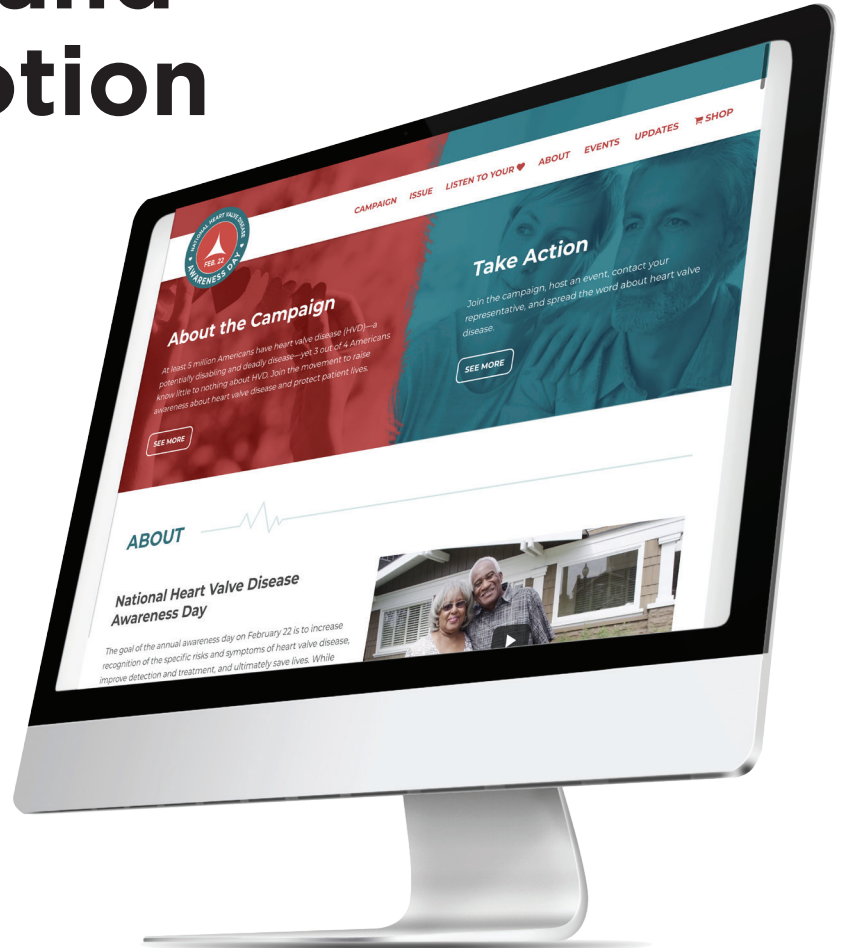 CAMPAIGN ISSUE LISTEN TO YOUR ABOUT EVENTS UPDATES SHOP
NATIONAL HEART VALVE DISEASE
FEB. 22
AWARENESS DAY
About the Campaign
At least 5 million Americans have heart valve disease (HVD)—a
potentially disabling and deadly disease—yet 3 out of 4 Americans
know little to nothing about HVD. Join the movement to raise
awareness about heart valve disease and protect patient lives.
SEE MORE
Take Action
Join the campaign, host an event, contact your
representative, and spread the word about heart valve
disease.
SEE MORE
ABOUT
National Heart Valve Disease
Awareness Day
The goal of the annual awareness day on February 22 is to increase
recognition of the specific risks and symptoms of heart valve disease,
improve detection and treatment, and ultimately save lives. While